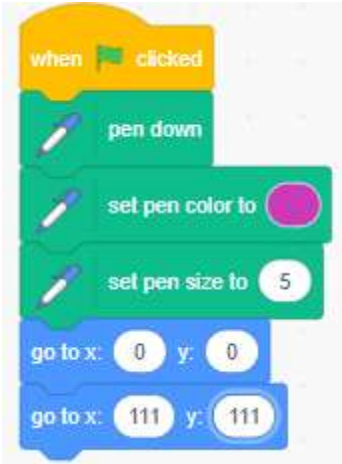 when clicked
pen down
set pen color to
set pen size to 5
go to x: 0 y: 0
go to x: 111 y: 111